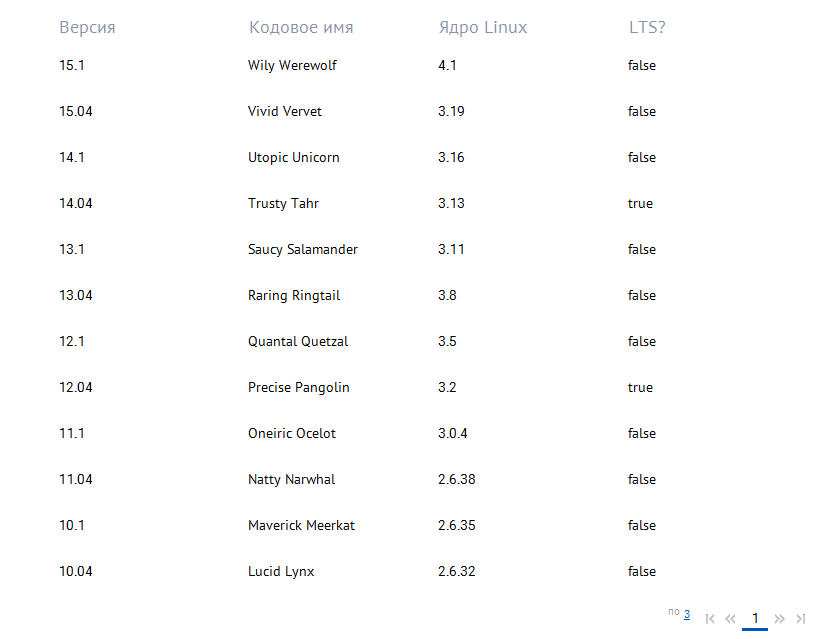 Версия Кодовое имя Ядро Linux LTS?
15.1 Wily Werewolf 4.1 false
15.04 Vivid Vervet 3.19 false
14.1 Utopic Unicorn 3.16 false
14.04 Trusty Tahr 3.13 true
13.1 Saucy Salamander 3.11 false
13.04 Raring Ringtail 3.8 false
12.1 Quantal Quetzal 3.5 false
12.04 Precise Pangolin 3.2 true
11.1 Oneiric Ocelot 3.0.4 false
11.04 Natty Narwhal 2.6.38 false
10.1 Maverick Meerkat 2.6.35 false
10.04 Lucid Lynx 2.6.32 false
по 3 1